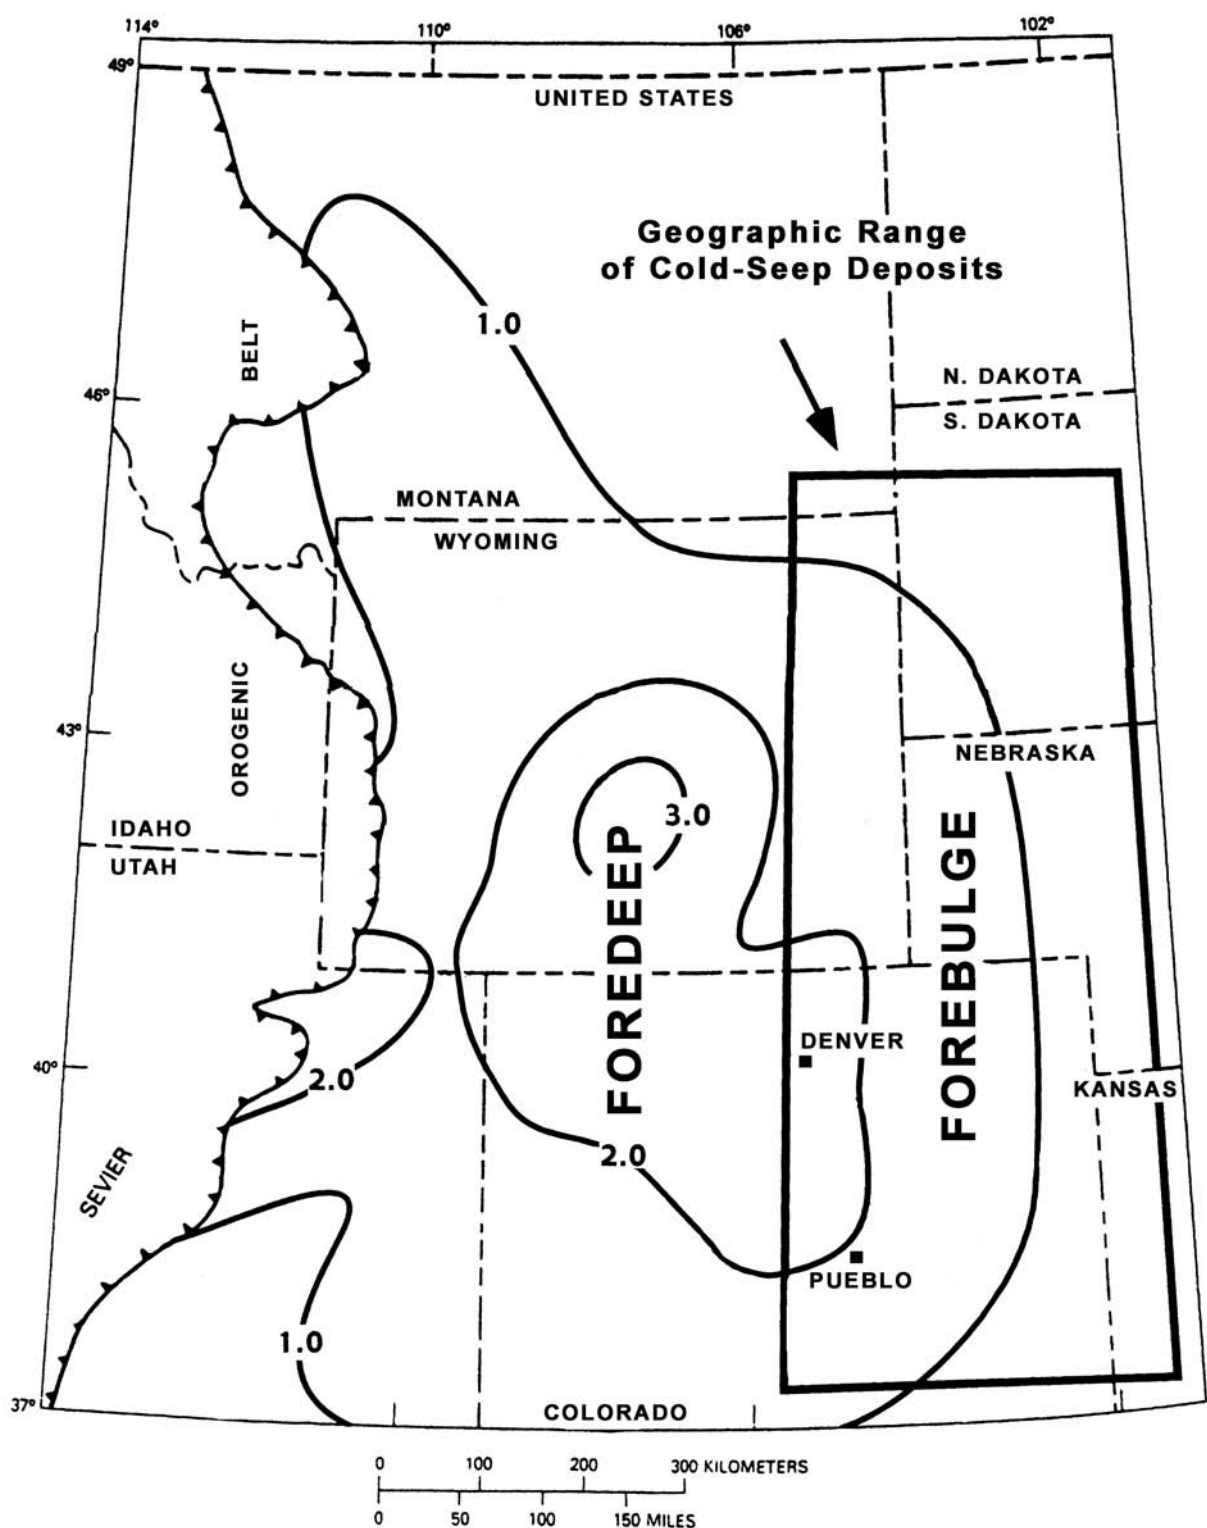 114°
110°
106°
102°
49°
UNITED STATES
Geographic Range
of Cold-Seep Deposits
1.0
BELT
N. DAKOTA
46°
S. DAKOTA
MONTANA
WYOMING
OROGENIC
43°
NEBRASKA
3.0
IDAHO
UTAH
FOREDEEP
FOREBULGE
DENVER
40°
2.0
KANSAS
2.0
SEVIER
PUEBLO
1.0
37°
COLORADO
0 100 200 300 KILOMETERS
0 50 100 150 MILES